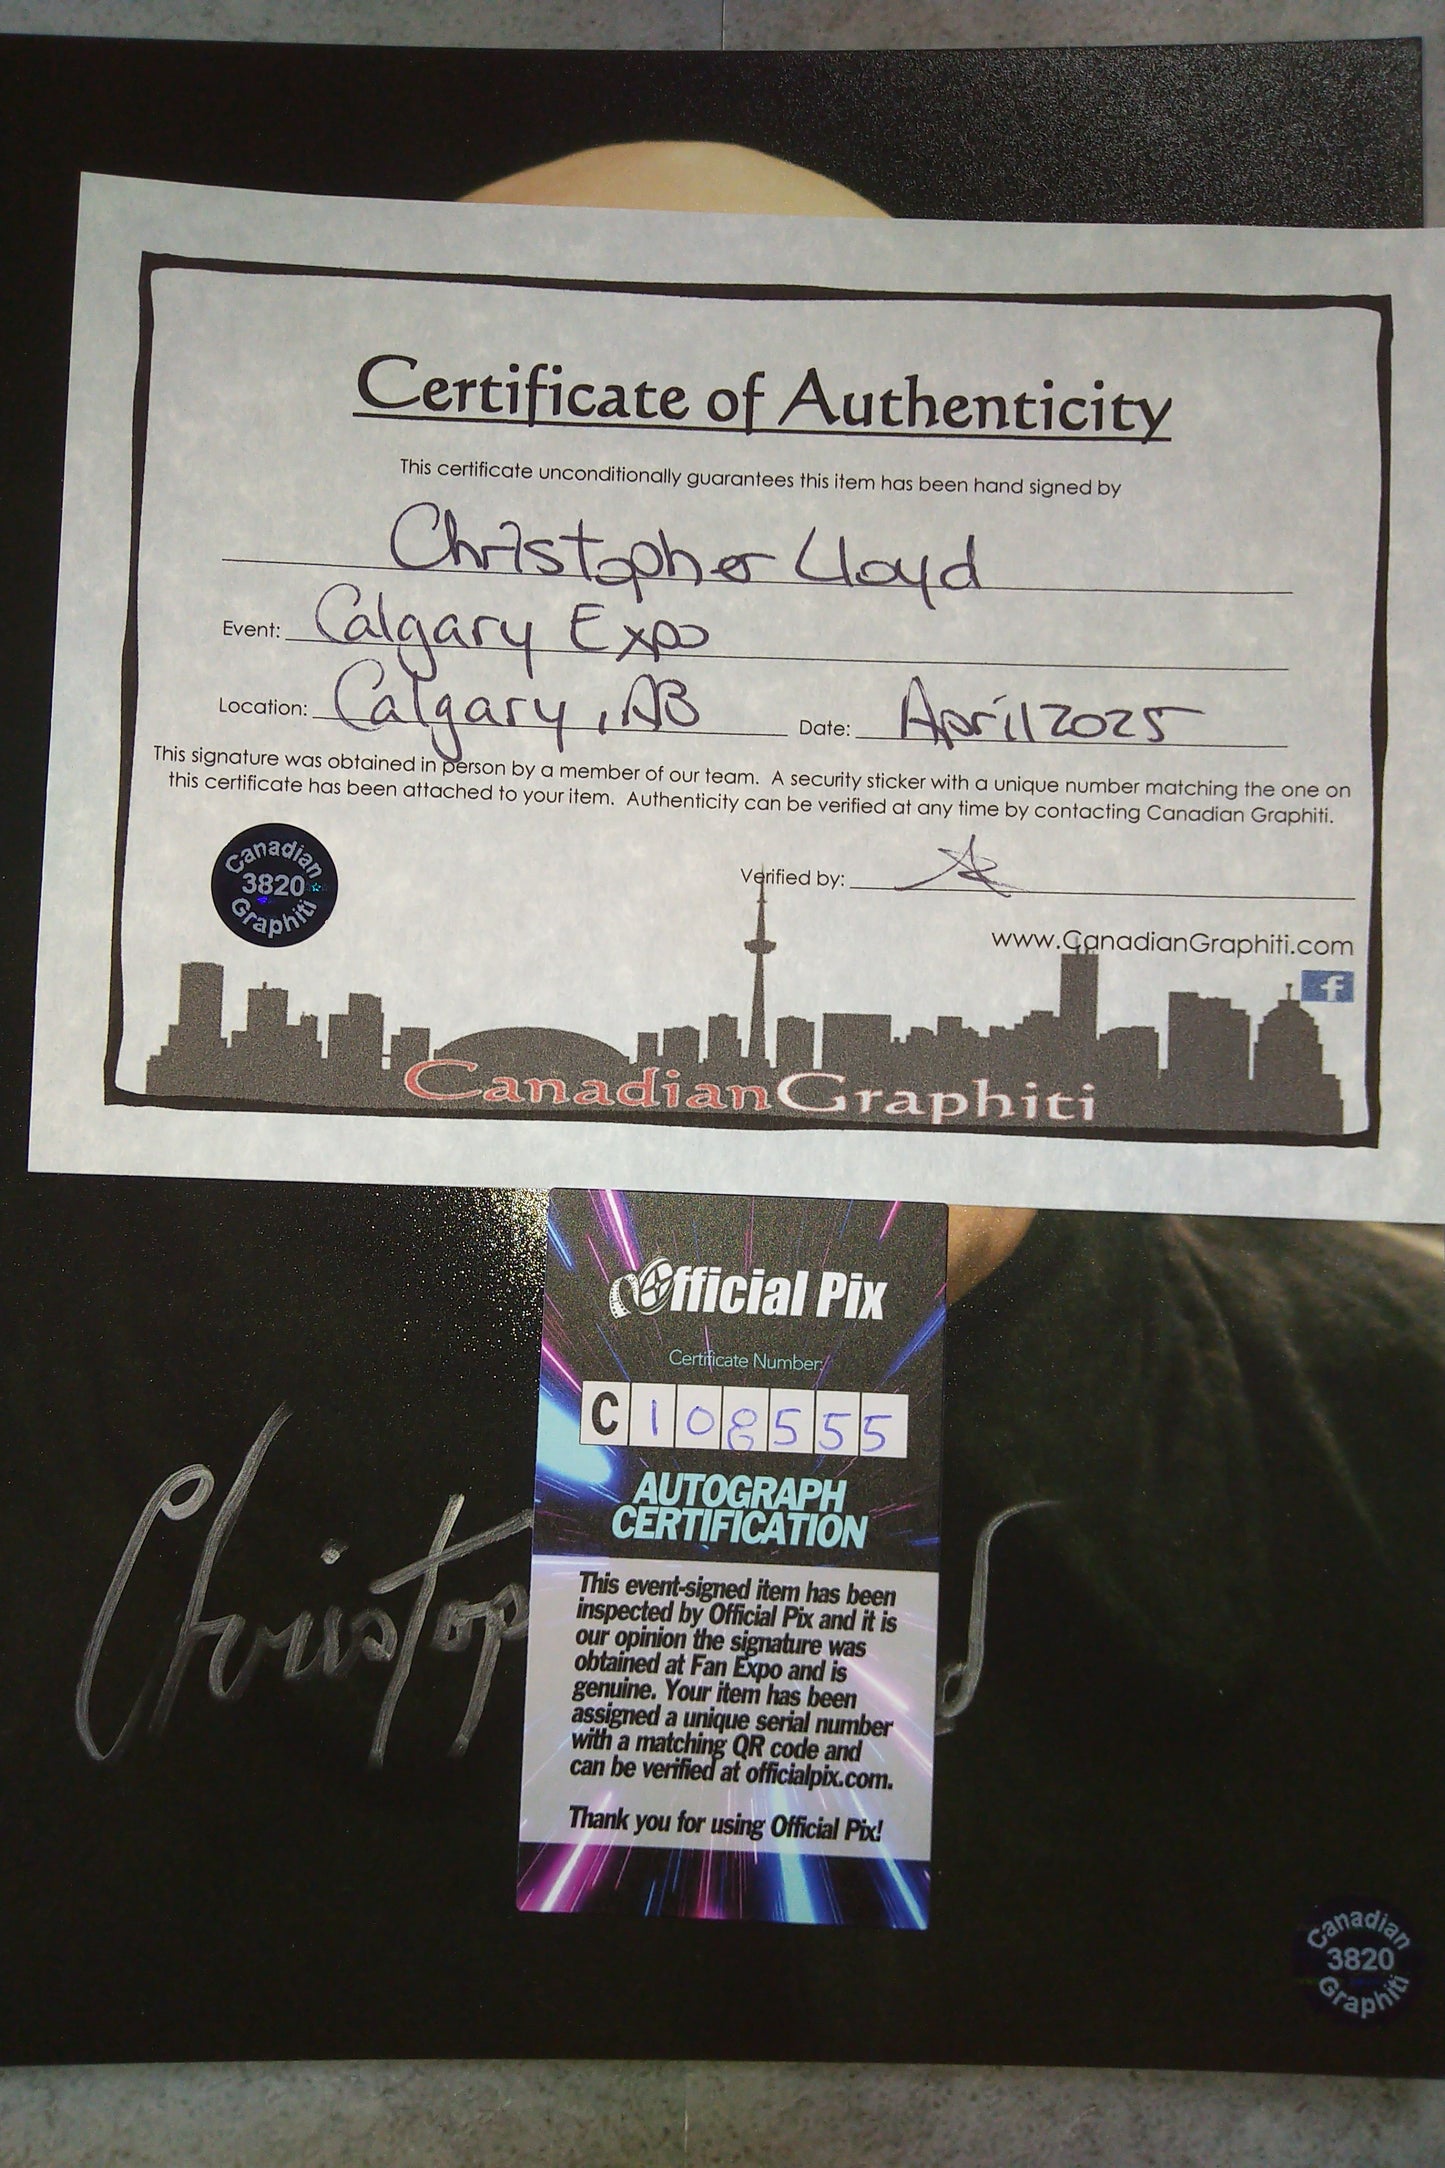 Certificate of Authenticity
This certificate unconditionally guarantees this item has been hand signed by
Christopher Lloyd
Event: Calgary Expo
Location: Calgary, AB Date: April 2025
This signature was obtained in person by a member of our team. A security sticker with a unique number matching the one on
this certificate has been attached to your item. Authenticity can be verified at any time by contacting Canadian Graphiti.
Canadian
3820
Graphiti
Verified by:
www.CanadianGraphiti.com
f
CanadianGraphiti
Official Pix
Certificate Number:
C108555
AUTOGRAPH
CERTIFICATION
This event-signed item has been
inspected by Official Pix and it is
our opinion the signature was
obtained at Fan Expo and is
genuine. Your item has been
assigned a unique serial number
with a matching QR code and
can be verified at officialpix.com.
Thank you for using Official Pix!
Christop d
Canadian
3820
Graphiti